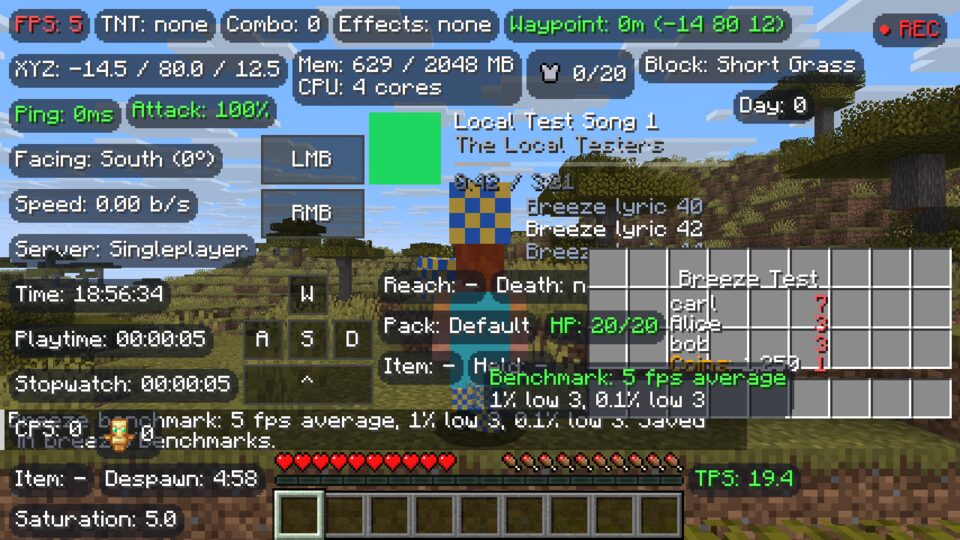 FPS: 5
TNT: none
Combo: 0
Effects: none
Waypoint: 0m (-14 80 12)
• REC
XYZ: -14.5 / 80.0 / 12.5
Mem: 629 / 2048 MB
CPU: 4 cores
0/20
Block: Short Grass
Day: 0
Ping: 0ms
Attack: 100%
Local Test Song 1
The Local Testers
0:42 / 3:31
Facing: South (0°)
LMB
RMB
Speed: 0.00 b/s
Breeze lyric 40
Breeze lyric 42
Breeze
Server: Singleplayer
Time: 18:56:34
W
A
S
D
^
Reach: - Death: n
Breeze Test
carl 7
Alice 3
bob 3
Coins: 1,250 1
Playtime: 00:00:05
Pack: Default
HP: 20/20
Item: - Held: -
Stopwatch: 00:00:05
Benchmark: 5 fps average
1% low 3, 0.1% low 3
Breeze benchmark: 5 fps average, 1% low 3, 0.1% low 3. Saved
in breeze benchmarks.
CPS: 0
0
Item: -
Despawn: 4:58
TPS: 19.4
Saturation: 5.0